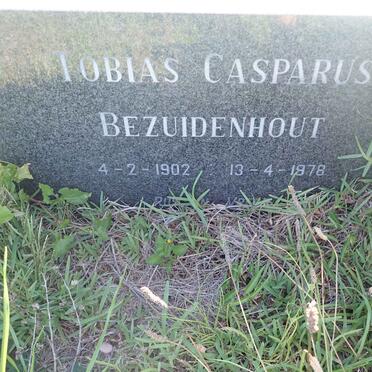 TOBIAS CASPARUS
BEZUIDENHOUT
4-2-1902 13-4-1978